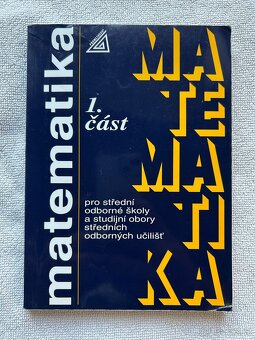 matematika
1.
část
pro střední
odborné školy
a studijní obory
středních
odborných učilišť
MA
TE
MA
TI
KA